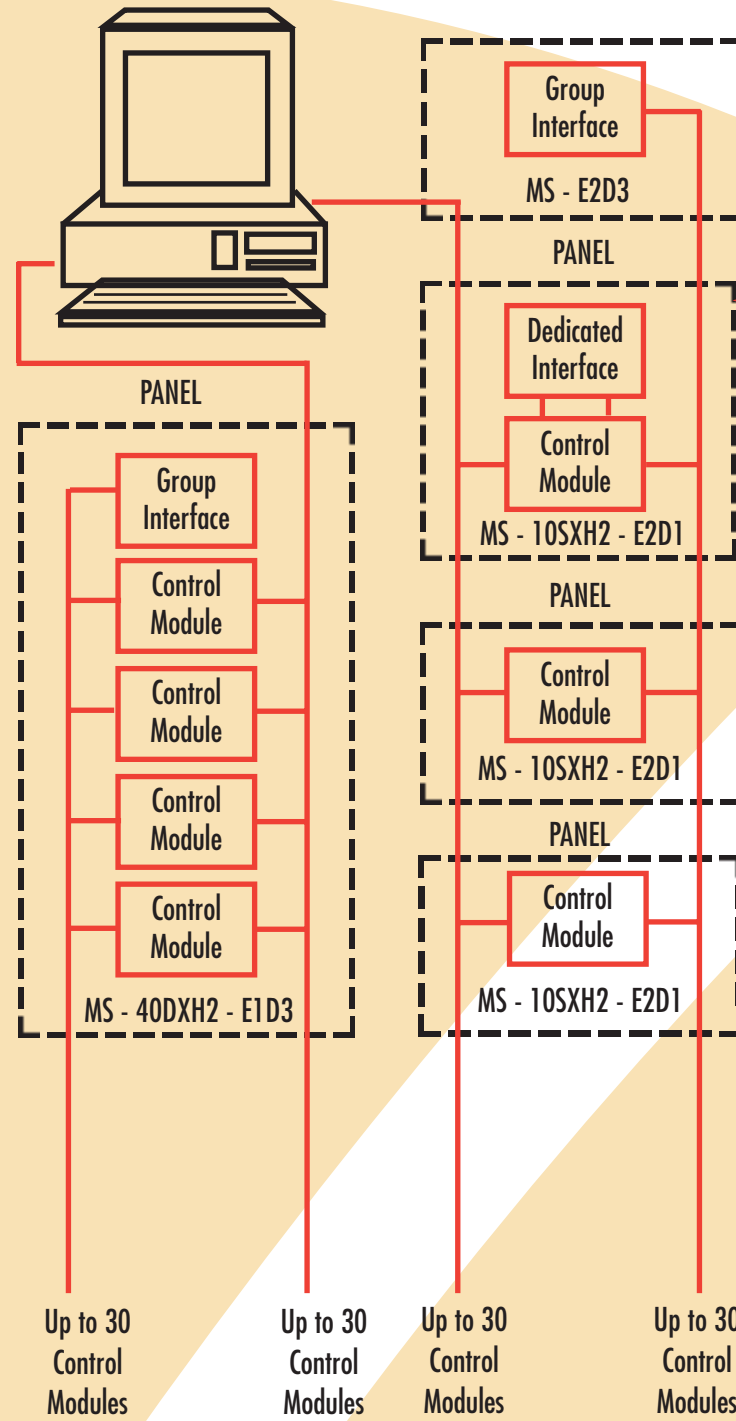 Group
Interface
MS - E2D3
PANEL
Dedicated
Interface
Control
Module
MS - 10SXH2 - E2D1
PANEL
Control
Module
MS - 10SXH2 - E2D1
PANEL
Control
Module
MS - 10SXH2 - E2D1
PANEL
Group
Interface
Control
Module
Control
Module
Control
Module
Control
Module
MS - 40DXH2 - E1D3
Up to 30
Control
Modules
Up to 30
Control
Modules
Up to 30
Control
Modules
Up to 30
Control
Modules